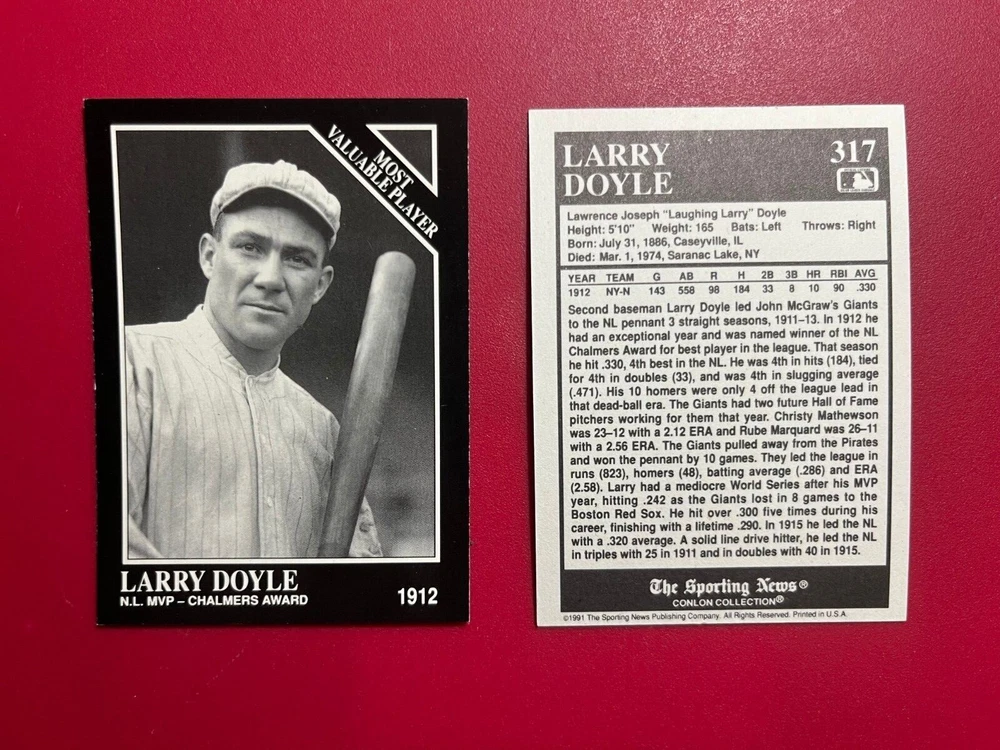 MOST
VALUABLE PLAYER
LARRY DOYLE
N.L. MVP – CHALMERS AWARD
1912
LARRY
DOYLE
317
Lawrence Joseph "Laughing Larry" Doyle
Height: 5'10" Weight: 165 Bats: Left Throws: Right
Born: July 31, 1886, Caseyville, IL
Died: Mar. 1, 1974, Saranac Lake, NY
YEAR TEAM G AB R H 2B 3B HR RBI AVG
1912 NY-N 143 558 98 184 33 8 10 90 .330
Second baseman Larry Doyle led John McGraw's Giants
to the NL pennant 3 straight seasons, 1911–13. In 1912 he
had an exceptional year and was named winner of the NL
Chalmers Award for best player in the league. That season
he hit .330, 4th best in the NL. He was 4th in hits (184), tied
for 4th in doubles (33), and was 4th in slugging average
(.471). His 10 homers were only 4 off the league lead in
that dead-ball era. The Giants had two future Hall of Fame
pitchers working for them that year. Christy Mathewson
was 23–12 with a 2.12 ERA and Rube Marquard was 26–11
with a 2.56 ERA. The Giants pulled away from the Pirates
and won the pennant by 10 games. They led the league in
runs (823), homers (48), batting average (.286) and ERA
(2.58). Larry had a mediocre World Series after his MVP
year, hitting .242 as the Giants lost in 8 games to the
Boston Red Sox. He hit over .300 five times during his
career, finishing with a lifetime .290. In 1915 he led the NL
with a .320 average. A solid line drive hitter, he led the NL
in triples with 25 in 1911 and in doubles with 40 in 1915.
The Sporting News®
CONLON COLLECTION®
©1991 The Sporting News Publishing Company. All Rights Reserved. Printed in U.S.A.